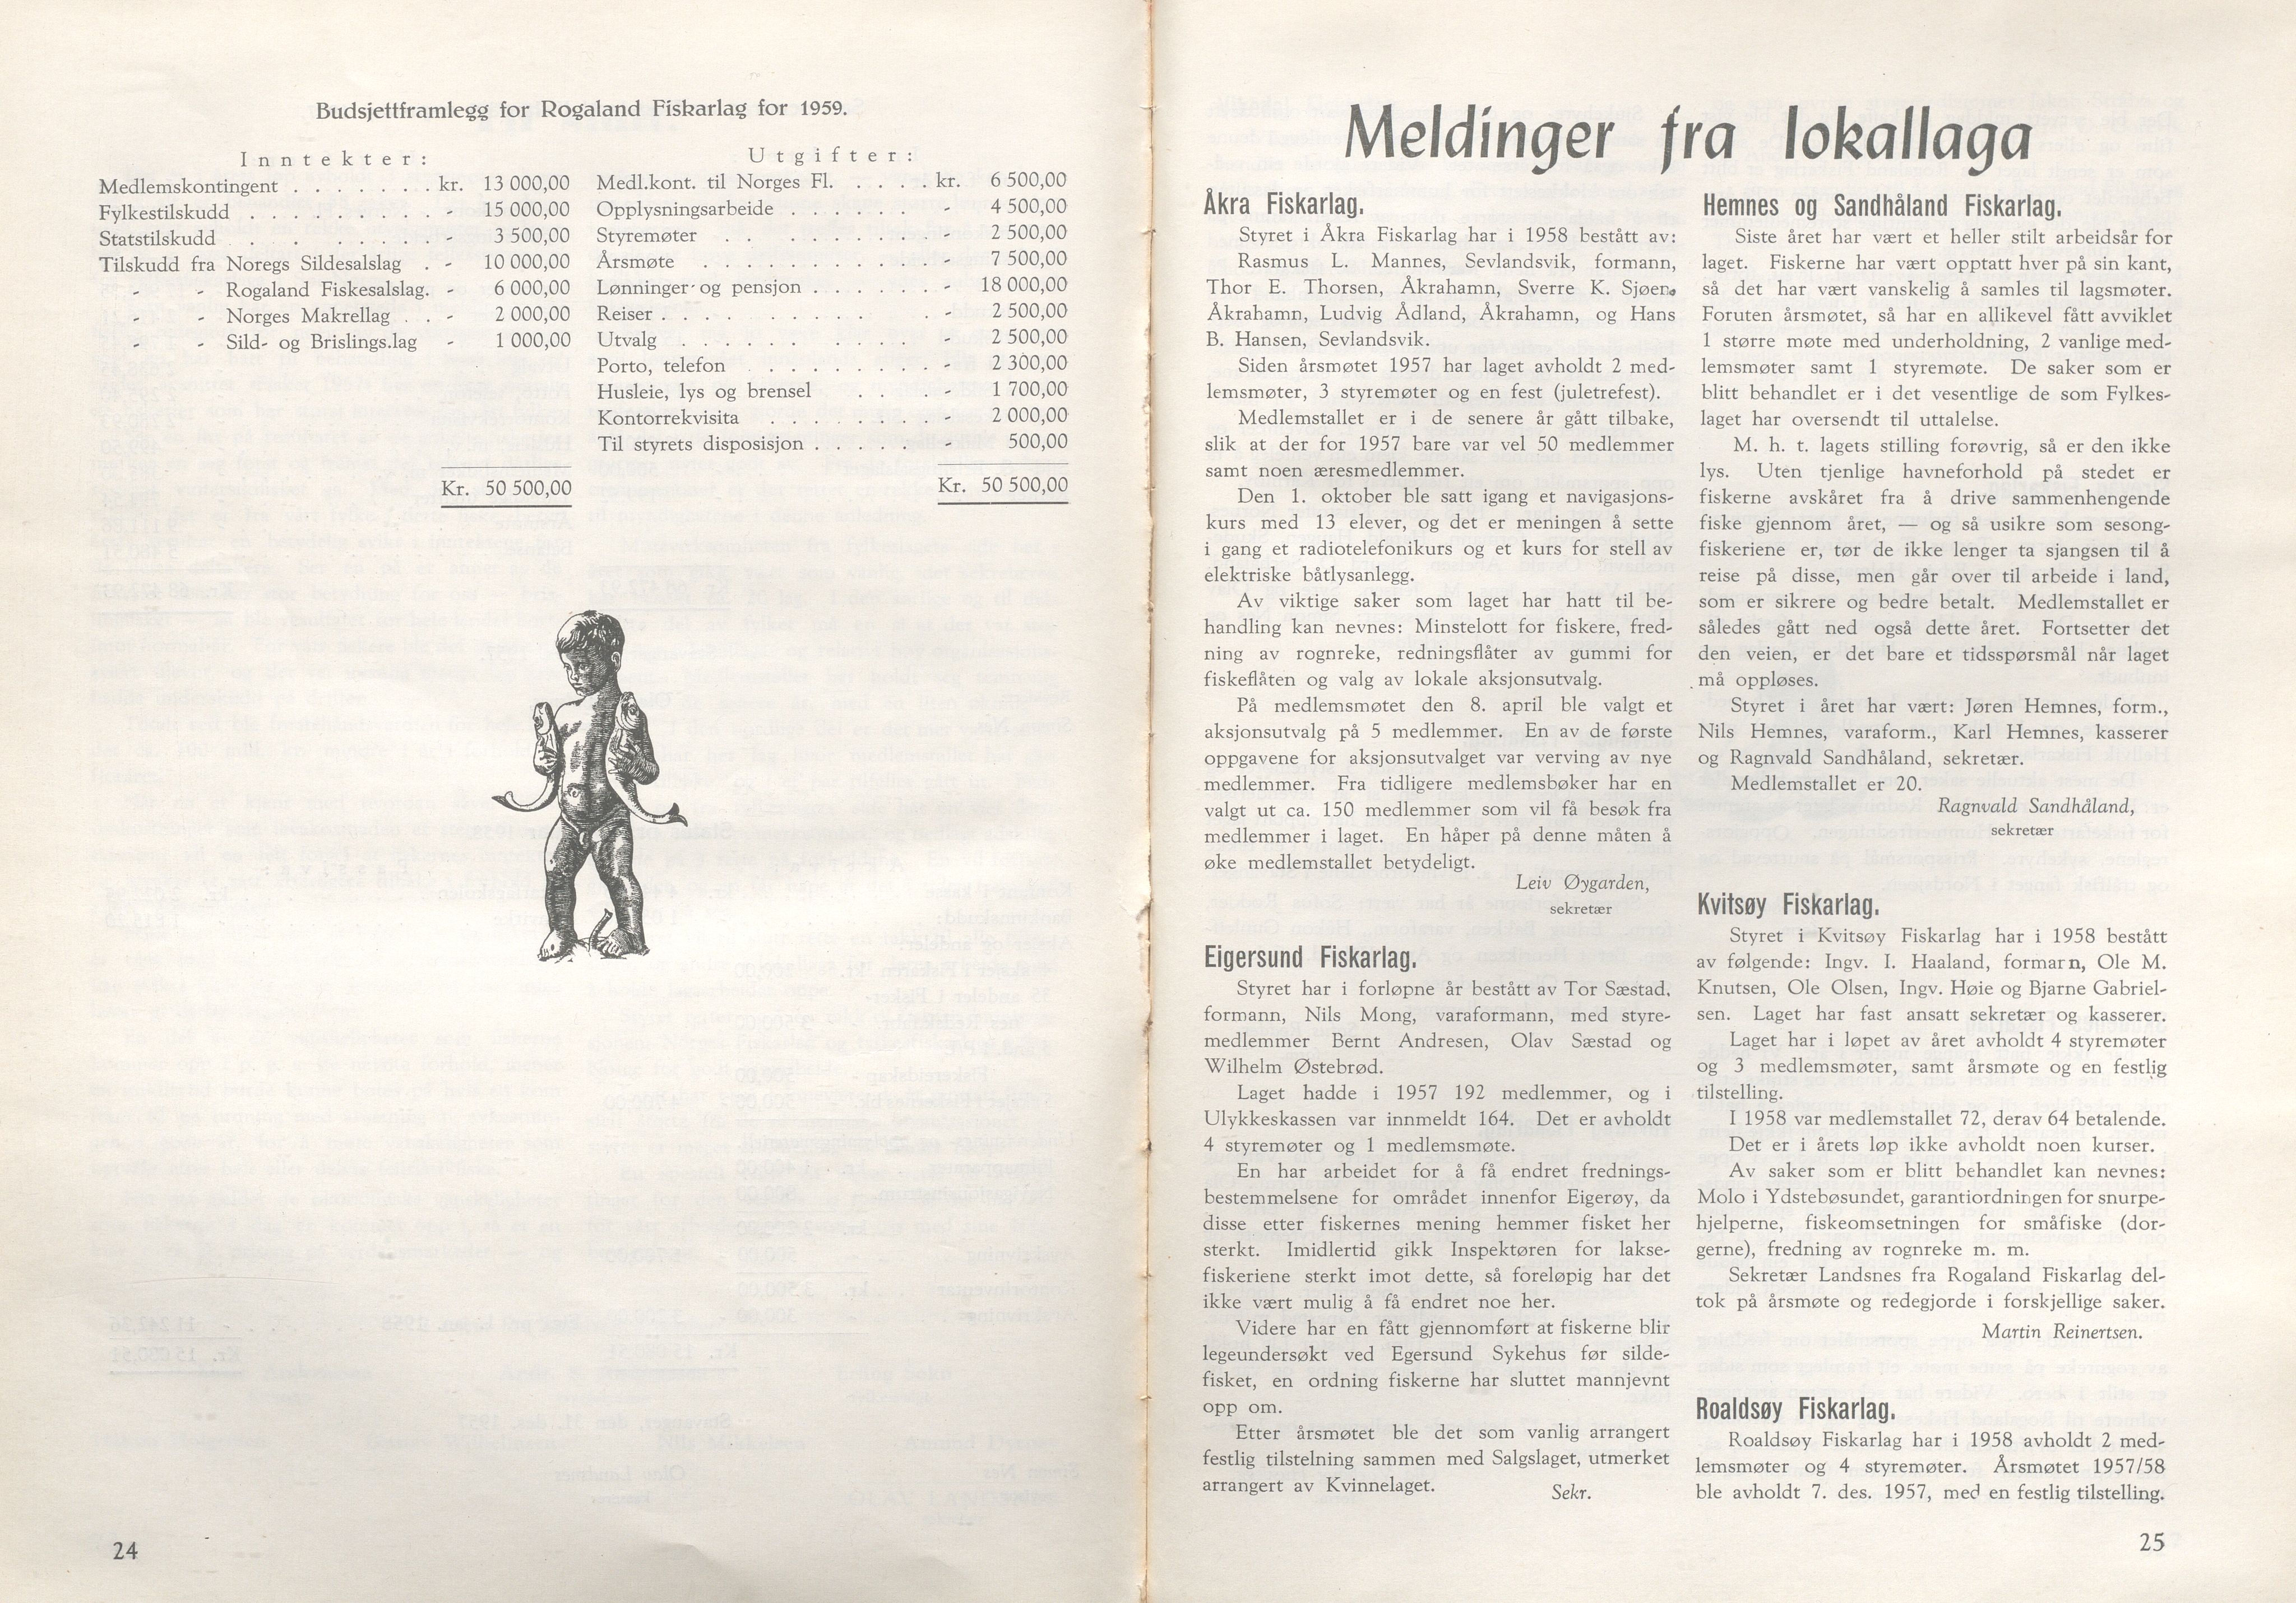 Budsjettframlegg for Rogaland Fiskarlag for 1959.
Inntekter:
Medlemskontingent . . . . . . . kr. 13 000,00
Fylkestilskudd . . . . . . . . . - 15 000,00
Statstilskudd . . . . . . . . - 3 500,00
Tilskudd fra Noregs Sildesalslag . - 10 000,00
- - Rogaland Fiskesalslag. - 6 000,00
- - Norges Makrellag . . - 2 000,00
- - Sild- og Brislings.lag - 1 000,00
Kr. 50 500,00
Utgifter:
Medl.kont. til Norges Fl. . . . . kr. 6 500,00
Opplysningsarbeide . . . . . . - 4 500,00
Styremøter . . . . . . . . - 2 500,00
Årsmøte . . . . . . . . . . . - 7 500,00
Lønninger og pensjon . . . . . . - 18 000,00
Reiser . . . . . . . . . . - 2 500,00
Utvalg . . . . . . . . . . - 2 500,00
Porto, telefon . . . . . . . . . - 2 300,00
Husleie, lys og brensel . . . . - 1 700,00
Kontorrekvisita . . . . . . . . - 2 000,00
Til styrets disposisjon . . . . . - 500,00
Kr. 50 500,00
24
Meldinger fra lokallaga
Åkra Fiskarlag.
Styret i Åkra Fiskarlag har i 1958 bestått av:
Rasmus L. Mannes, Sevlandsvik, formann,
Thor E. Thorsen, Åkrahamn, Sverre K. Sjøen,
Åkrahamn, Ludvig Ådland, Åkrahamn, og Hans
B. Hansen, Sevlandsvik.
Siden årsmøtet 1957 har laget avholdt 2 med-
lemsmøter, 3 styremøter og en fest (juletrefest).
Medlemstallet er i de senere år gått tilbake,
slik at der for 1957 bare var vel 50 medlemmer
samt noen æresmedlemmer.
Den 1. oktober ble satt igang et navigasjons-
kurs med 13 elever, og det er meningen å sette
i gang et radiotelefonikurs og et kurs for stell av
elektriske båtlysanlegg.
Av viktige saker som laget har hatt til be-
handling kan nevnes: Minstelott for fiskere, fred-
ning av rognreke, redningsflåter av gummi for
fiskeflåten og valg av lokale aksjonsutvalg.
På medlemsmøtet den 8. april ble valgt et
aksjonsutvalg på 5 medlemmer. En av de første
oppgavene for aksjonsutvalget var verving av nye
medlemmer. Fra tidligere medlemsbøker har en
valgt ut ca. 150 medlemmer som vil få besøk fra
medlemmer i laget. En håper på denne måten å
øke medlemstallet betydeligt.
Leiv Øygarden,
sekretær
Eigersund Fiskarlag.
Styret har i forløpne år bestått av Tor Sæstad,
formann, Nils Mong, varaformann, med styre-
medlemmer Bernt Andresen, Olav Sæstad og
Wilhelm Østebrød.
Laget hadde i 1957 192 medlemmer, og i
Ulykkeskassen var innmeldt 164. Det er avholdt
4 styremøter og 1 medlemsmøte.
En har arbeidet for å få endret frednings-
bestemmelsene for området innenfor Eigerøy, da
disse etter fiskernes mening hemmer fisket her
sterkt. Imidlertid gikk Inspektøren for lakse-
fiskeriene sterkt imot dette, så foreløpig har det
ikke vært mulig å få endret noe her.
Videre har en fått gjennomført at fiskerne blir
legeundersøkt ved Egersund Sykehus før silde-
fisket, en ordning fiskerne har sluttet mannjevnt
opp om.
Etter årsmøtet ble det som vanlig arrangert
festlig tilstelning sammen med Salgslaget, utmerket
arrangert av Kvinnelaget.
Sekr.
Hemnes og Sandhåland Fiskarlag.
Siste året har vært et heller stilt arbeidsår for
laget. Fiskerne har vært opptatt hver på sin kant,
så det har vært vanskelig å samles til lagsmøter.
Foruten årsmøtet, så har en allikevel fått avviklet
1 større møte med underholdning, 2 vanlige med-
lemsmøter samt 1 styremøte. De saker som er
blitt behandlet er i det vesentlige de som Fylkes-
laget har oversendt til uttalelse.
M. h. t. lagets stilling forøvrig, så er den ikke
lys. Uten tjenlige havneforhold på stedet er
fiskerne avskåret fra å drive sammenhengende
fiske gjennom året, — og så usikre som sesong-
fiskeriene er, tør de ikke lenger ta sjangsen til å
reise på disse, men går over til arbeide i land,
som er sikrere og bedre betalt. Medlemstallet er
således gått ned også dette året. Fortsetter det
den veien, er det bare et tidsspørsmål når laget
må oppløses.
Styret i året har vært: Jøren Hemnes, form.,
Nils Hemnes, varaform., Karl Hemnes, kasserer
og Ragnvald Sandhåland, sekretær.
Medlemstallet er 20.
Ragnvald Sandhåland,
sekretær
Kvitsøy Fiskarlag.
Styret i Kvitsøy Fiskarlag har i 1958 bestått
av følgende: Ingv. I. Haaland, formarn, Ole M.
Knutsen, Ole Olsen, Ingv. Høie og Bjarne Gabriel-
sen. Laget har fast ansatt sekretær og kasserer.
Laget har i løpet av året avholdt 4 styremøter
og 3 medlemsmøter, samt årsmøte og en festlig
tilstelling.
I 1958 var medlemstallet 72, derav 64 betalende.
Det er i årets løp ikke avholdt noen kurser.
Av saker som er blitt behandlet kan nevnes:
Molo i Ydstebøsundet, garantiordningen for snurpe-
hjelperne, fiskeomsetningen for småfiske (dor-
gerne), fredning av rognreke m. m.
Sekretær Landsnes fra Rogaland Fiskarlag del-
tok på årsmøte og redegjorde i forskjellige saker.
Martin Reinertsen.
Roaldsøy Fiskarlag.
Roaldsøy Fiskarlag har i 1958 avholdt 2 med-
lemsmøter og 4 styremøter. Årsmøtet 1957/58
ble avholdt 7. des. 1957, med en festlig tilstelling.
25